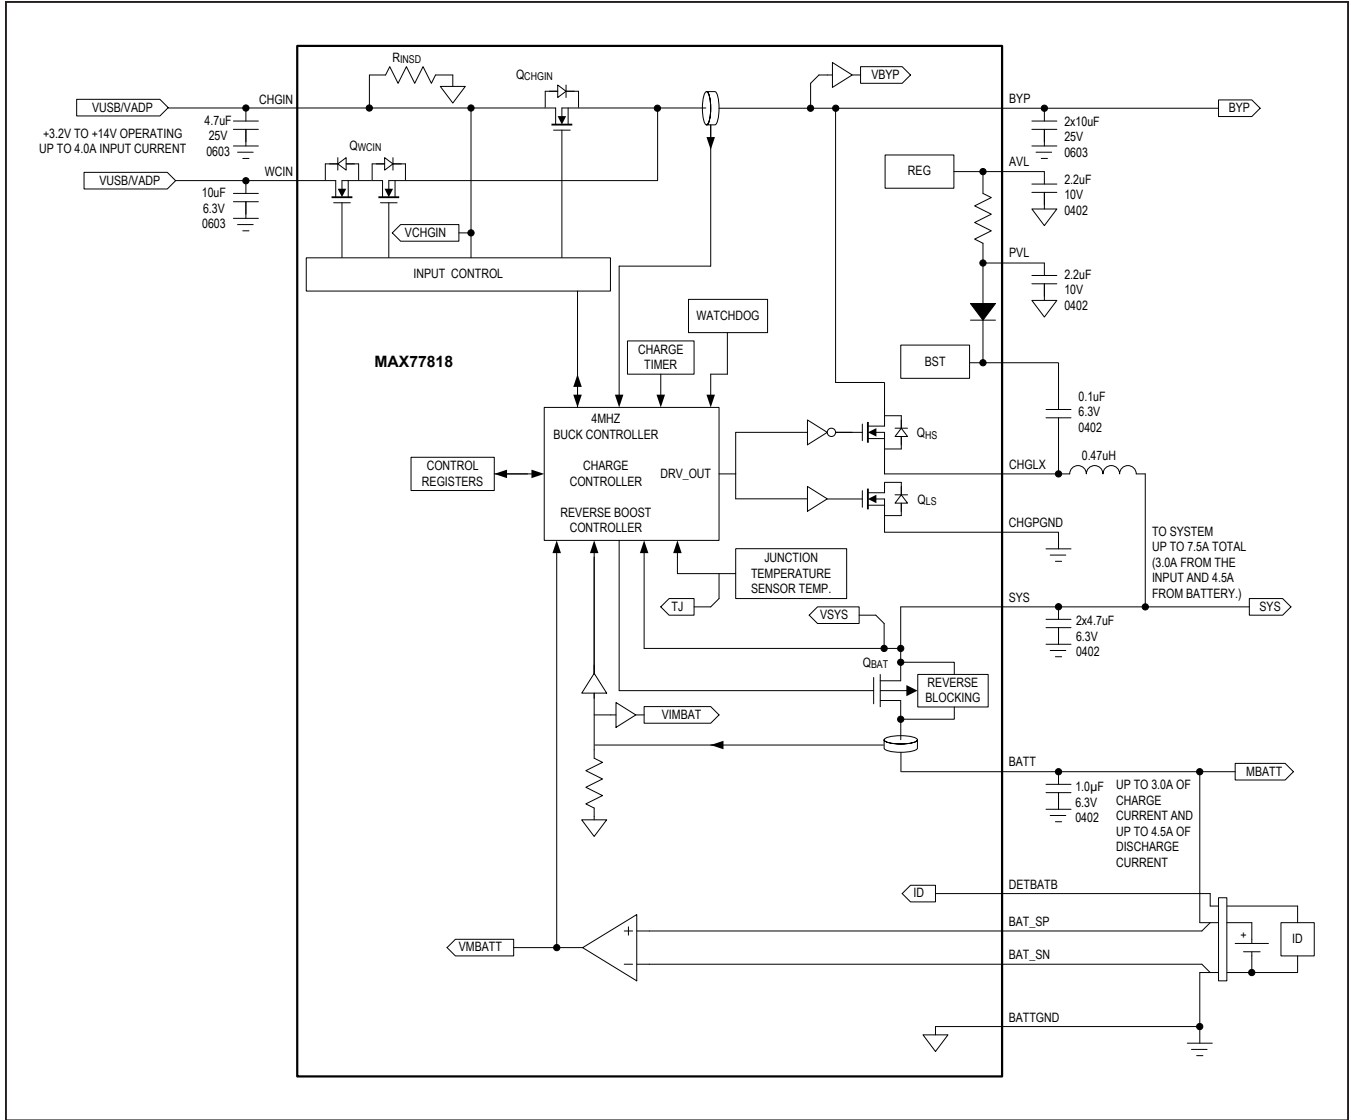 RINSD
QCHGIN
VBYP
VUSB/VADP
CHGIN
BYP
BYP
4.7uF
25V
0603
+3.2V TO +14V OPERATING
UP TO 4.0A INPUT CURRENT
2x10uF
25V
0603
QWCIN
VUSB/VADP
WCIN
REG
AVL
2.2uF
10V
0402
10uF
6.3V
0603
VCHGIN
INPUT CONTROL
PVL
2.2uF
10V
0402
WATCHDOG
MAX77818
CHARGE
TIMER
BST
0.1uF
6.3V
0402
4MHZ
BUCK CONTROLLER
CHARGE
CONTROLLER
REVERSE BOOST
CONTROLLER
DRV_OUT
QHS
CONTROL
REGISTERS
CHGLX
0.47uH
QLS
CHGPGND
TO SYSTEM
UP TO 7.5A TOTAL
(3.0A FROM THE
INPUT AND 4.5A
FROM BATTERY.)
JUNCTION
TEMPERATURE
SENSOR TEMP.
TJ
VSYS
SYS
SYS
2x4.7uF
6.3V
0402
QBAT
REVERSE
BLOCKING
VIMBAT
BATT
MBATT
1.0µF
6.3V
0402
UP TO 3.0A OF
CHARGE
CURRENT AND
UP TO 4.5A OF
DISCHARGE
CURRENT
ID
DETBATB
BAT_SP
VMBATT
+
−
+
ID
BAT_SN
BATTGND